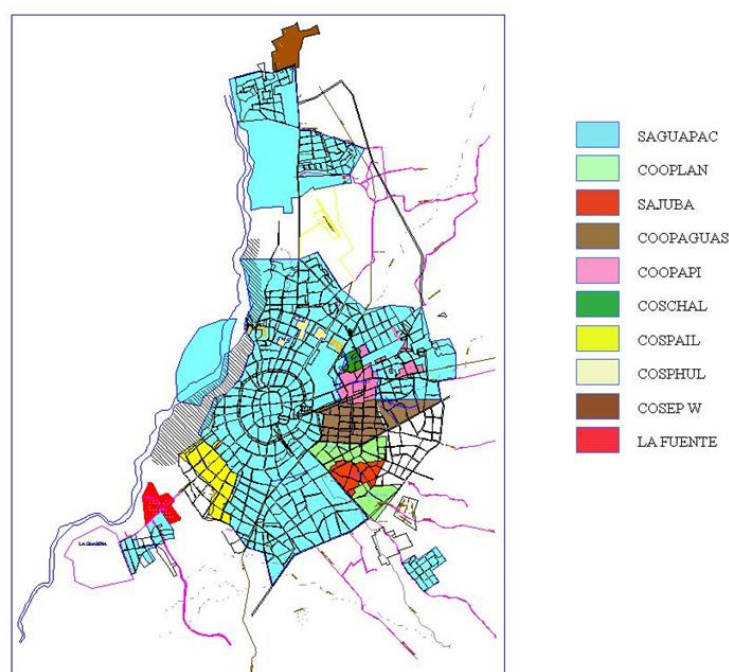 SAGUAPAC
COOPLAN
SAJUBA
COOPAGUAS
COOPAPI
COSCHAL
COSPAIL
COSPHUL
COSEP W
LA FUENTE